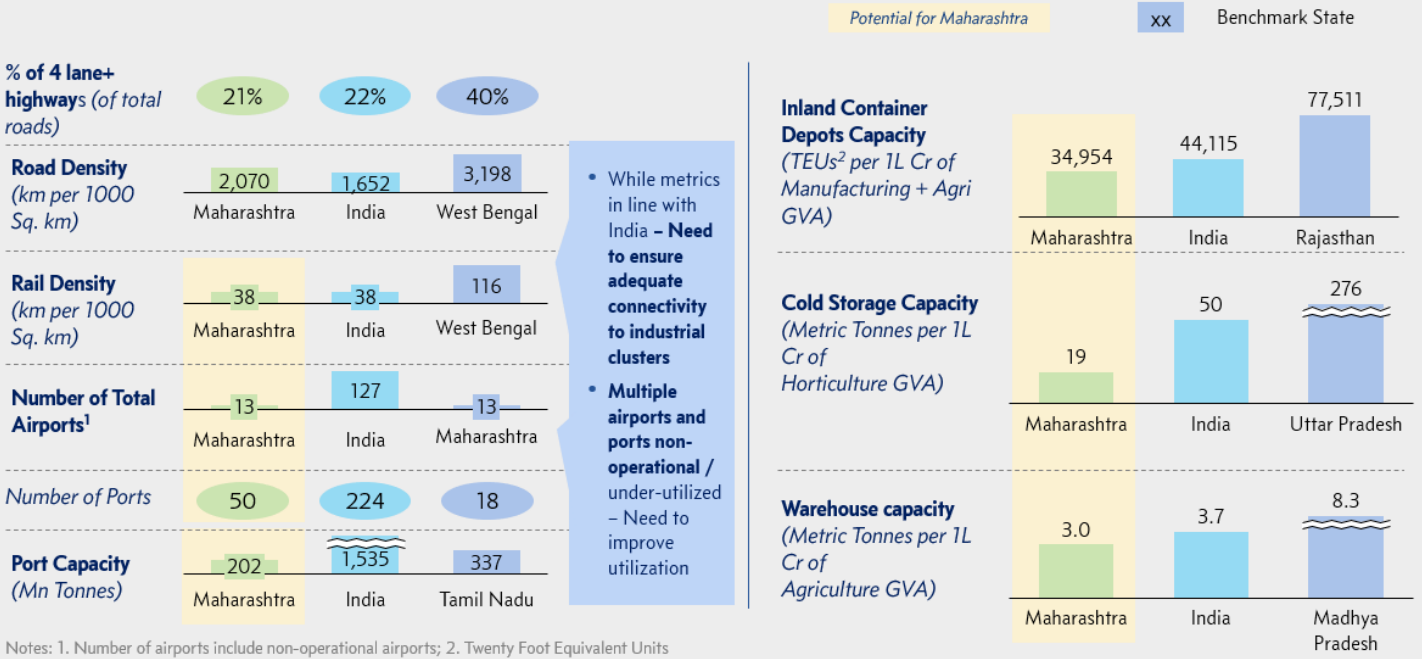 Potential for Maharashtra
xx
Benchmark State
% of 4 lane+
highways (of total
roads)
21%
22%
40%
Road Density
(km per 1000
Sq. km)
2,070
1,652
3,198
Maharashtra
India
West Bengal
Rail Density
(km per 1000
Sq. km)
38
38
116
Maharashtra
India
West Bengal
Number of Total
Airports1
13
127
13
Maharashtra
India
Maharashtra
Number of Ports
50
224
18
Port Capacity
(Mn Tonnes)
202
1,535
337
Maharashtra
India
Tamil Nadu
• While metrics
in line with
India – Need
to ensure
adequate
connectivity
to industrial
clusters
• Multiple
airports and
ports non-
operational /
under-utilized
– Need to
improve
utilization
Inland Container
Depots Capacity
(TEUs2 per 1L Cr of
Manufacturing + Agri
GVA)
34,954
44,115
77,511
Maharashtra
India
Rajasthan
Cold Storage Capacity
(Metric Tonnes per 1L
Cr of
Horticulture GVA)
19
50
276
Maharashtra
India
Uttar Pradesh
Warehouse capacity
(Metric Tonnes per 1L
Cr of
Agriculture GVA)
3.0
3.7
8.3
Maharashtra
India
Madhya
Pradesh
Notes: 1. Number of airports include non-operational airports; 2. Twenty Foot Equivalent Units